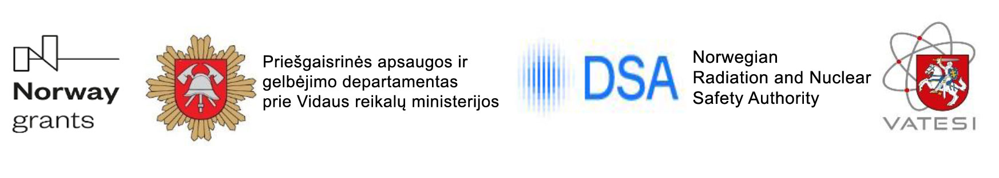 Norway
grants
Priešgaisrinės apsaugos ir
gelbėjimo departamentas
prie Vidaus reikalų ministerijos
DSA
Norwegian
Radiation and Nuclear
Safety Authority
VATESI